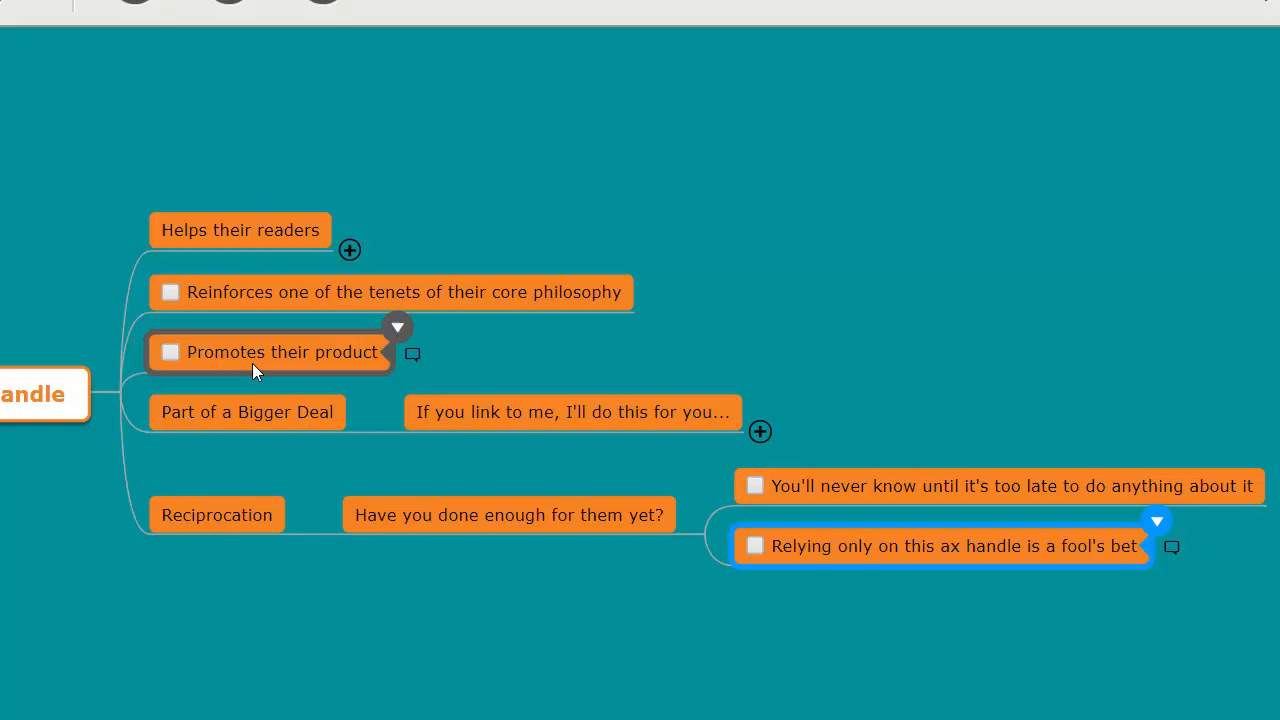 Helps their readers
Reinforces one of the tenets of their core philosophy
Promotes their product
andle
Part of a Bigger Deal
If you link to me, I'll do this for you...
You'll never know until it's too late to do anything about it
Reciprocation
Have you done enough for them yet?
Relying only on this ax handle is a fool's bet